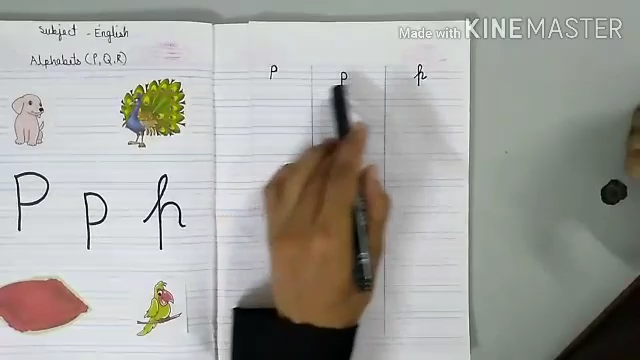 Made with KINEMASTER
Subject - English
Alphabets (P, Q, R)
P p p
P p p